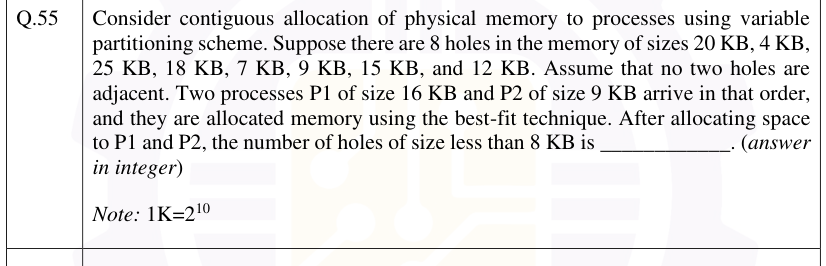 Q.55 Consider contiguous allocation of physical memory to processes using variable
partitioning scheme. Suppose there are 8 holes in the memory of sizes 20 KB, 4 KB,
25 KB, 18 KB, 7 KB, 9 KB, 15 KB, and 12 KB. Assume that no two holes are
adjacent. Two processes P1 of size 16 KB and P2 of size 9 KB arrive in that order,
and they are allocated memory using the best-fit technique. After allocating space
to P1 and P2, the number of holes of size less than 8 KB is ____________. (answer
in integer)
Note: 1K=2¹⁰